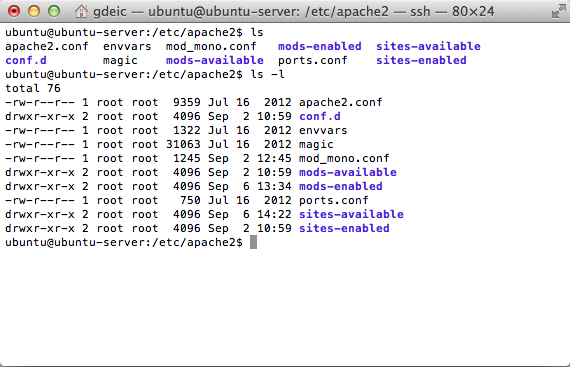 gdeic — ubuntu@ubuntu-server: /etc/apache2 — ssh — 80×24
ubuntu@ubuntu-server:/etc/apache2$ ls
apache2.conf  envvars  mod_mono.conf   mods-enabled  sites-available
conf.d        magic    mods-available  ports.conf    sites-enabled
ubuntu@ubuntu-server:/etc/apache2$ ls -l
total 76
-rw-r--r-- 1 root root  9359 Jul 16  2012 apache2.conf
drwxr-xr-x 2 root root  4096 Sep  2 10:59 conf.d
-rw-r--r-- 1 root root  1322 Jul 16  2012 envvars
-rw-r--r-- 1 root root 31063 Jul 16  2012 magic
-rw-r--r-- 1 root root  1245 Sep  2 12:45 mod_mono.conf
drwxr-xr-x 2 root root  4096 Sep  2 10:59 mods-available
drwxr-xr-x 2 root root  4096 Sep  6 13:34 mods-enabled
-rw-r--r-- 1 root root   750 Jul 16  2012 ports.conf
drwxr-xr-x 2 root root  4096 Sep  6 14:22 sites-available
drwxr-xr-x 2 root root  4096 Sep  2 10:59 sites-enabled
ubuntu@ubuntu-server:/etc/apache2$